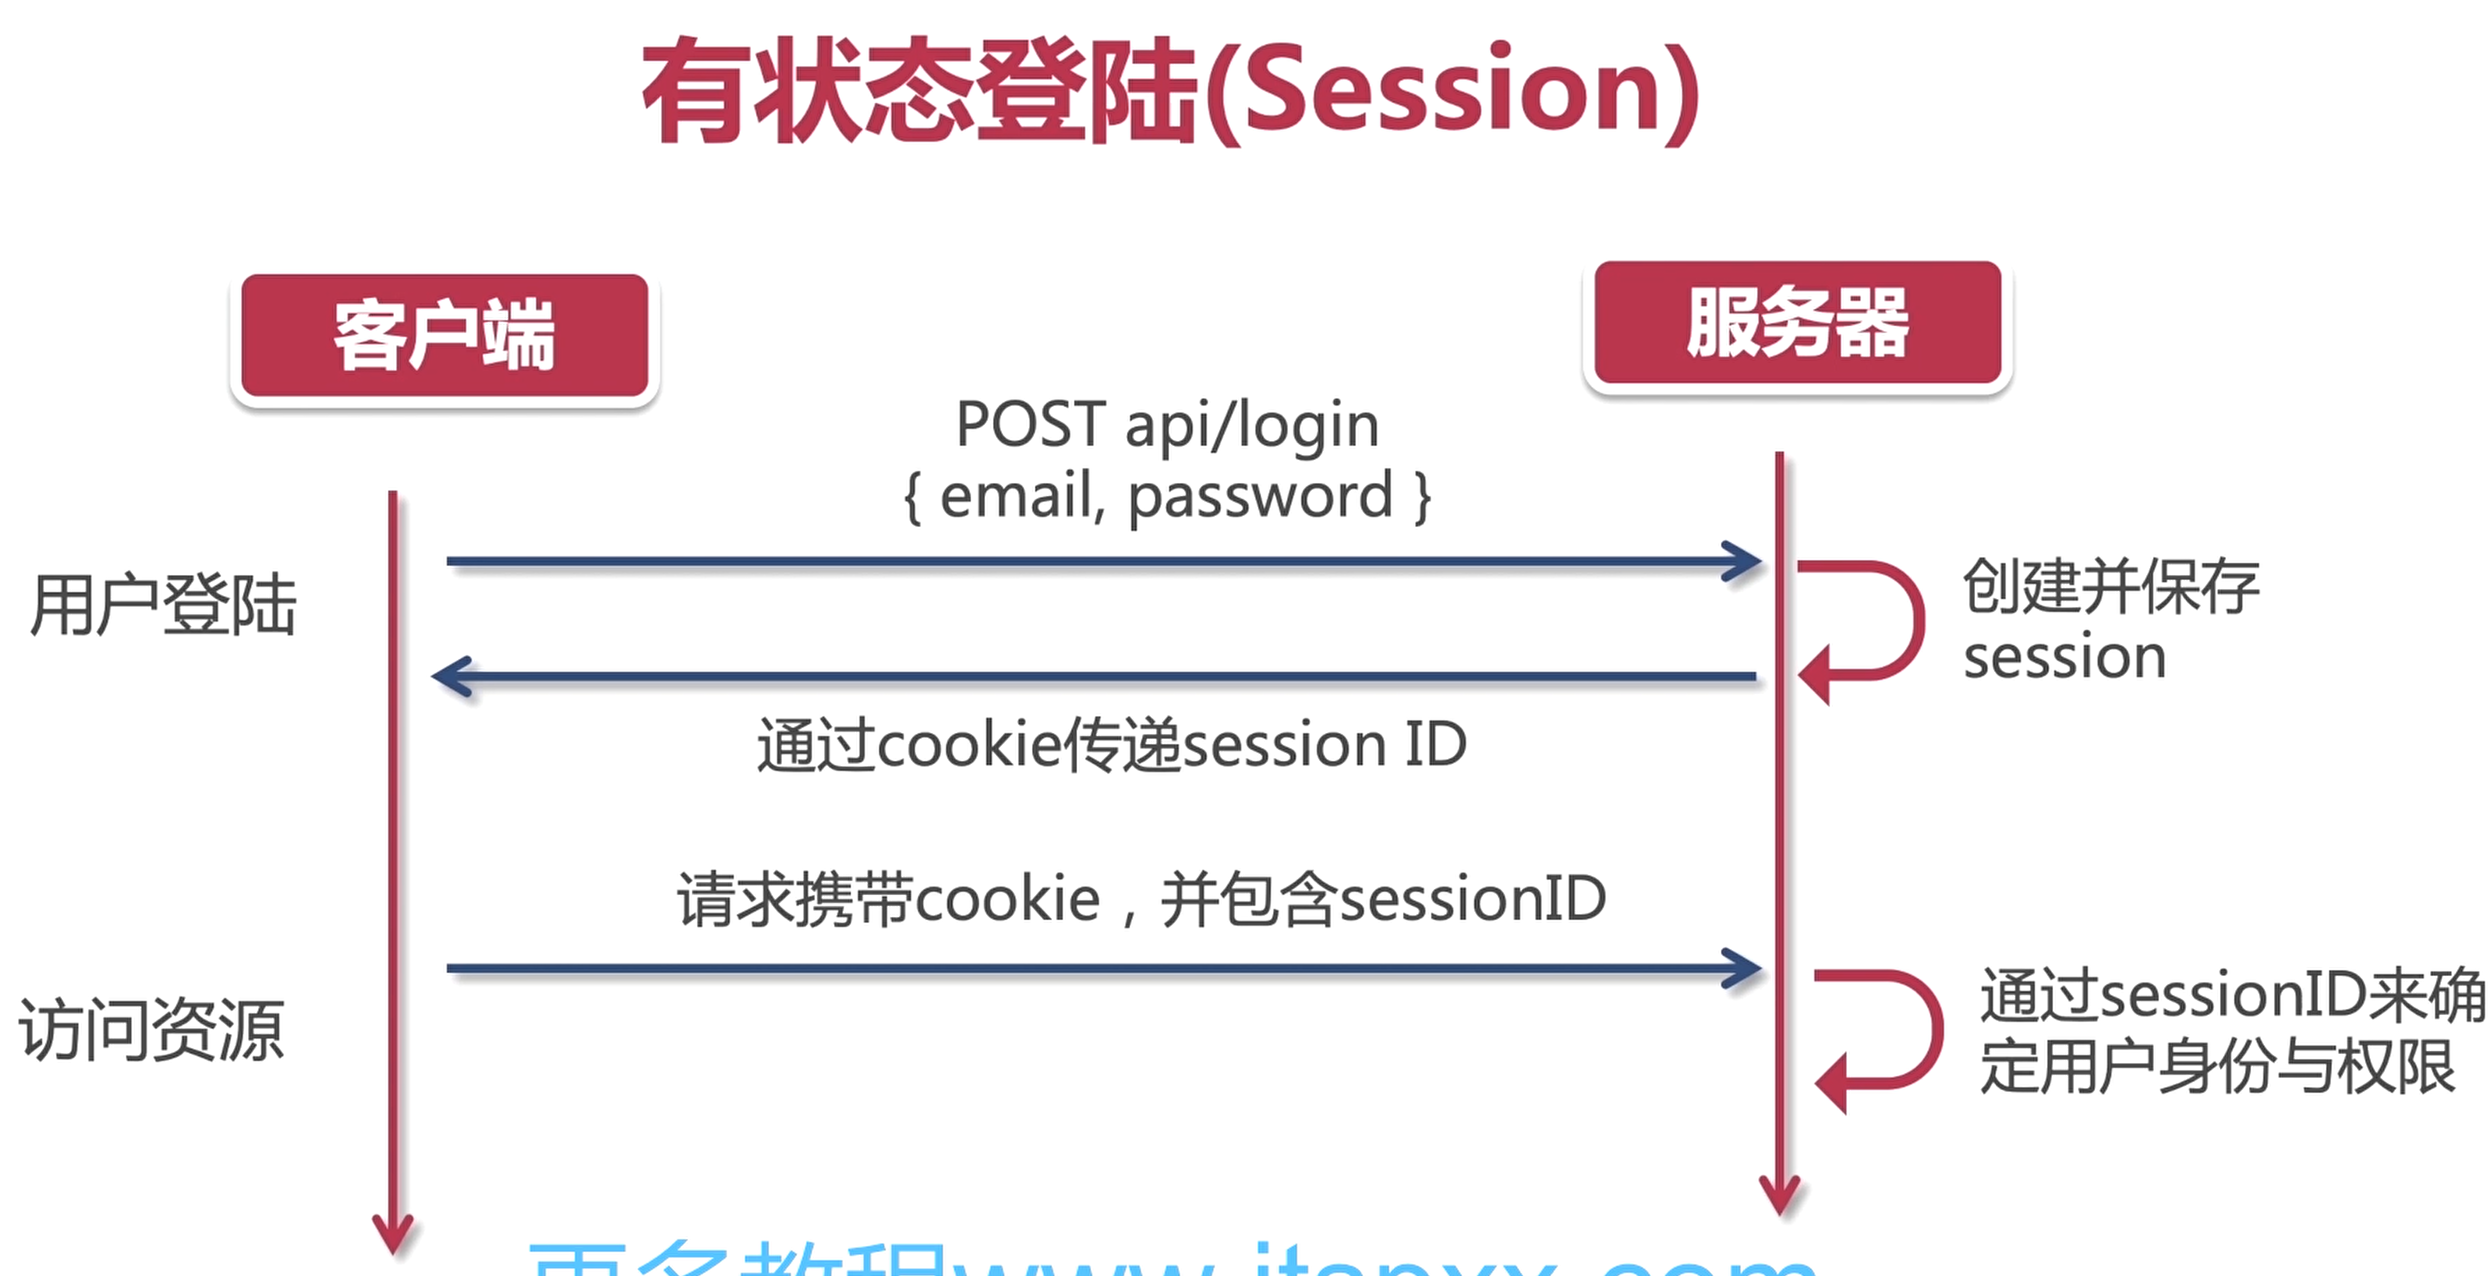 有状态登陆(Session)
客户端
服务器
POST api/login
{ email, password }
用户登陆
创建并保存
session
通过cookie传递session ID
请求携带cookie，并包含sessionID
访问资源
通过sessionID来确
定用户身份与权限